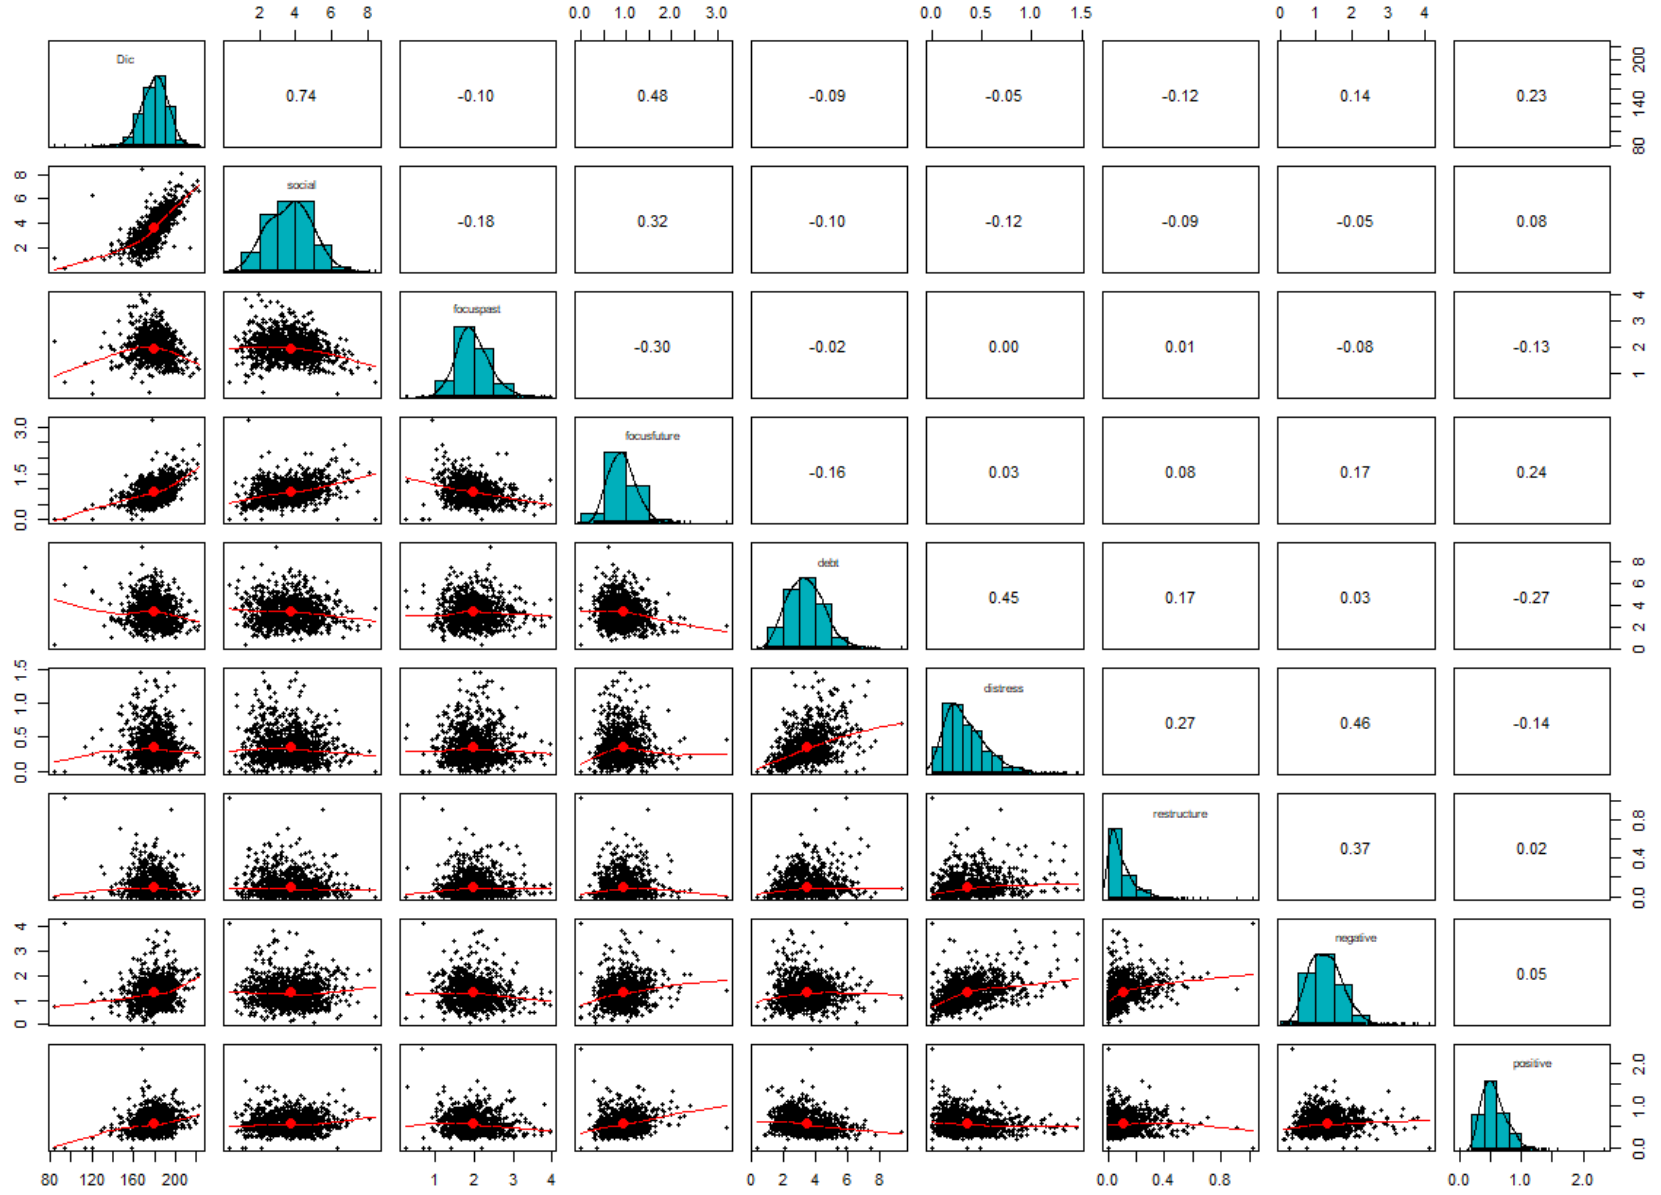 2 4 6 8 0.0 1.0 2.0 3.0 0.0 0.5 1.0 1.5 0 1 2 3 4
Dic 0.74 -0.10 0.48 -0.09 -0.05 -0.12 0.14 0.23 80 140 200
2 4 6 8 social -0.18 0.32 -0.10 -0.12 -0.09 -0.05 0.08
focuspast -0.30 -0.02 0.00 0.01 -0.08 -0.13 1 2 3 4
0.0 1.5 3.0 focusfuture -0.16 0.03 0.08 0.17 0.24
debt 0.45 0.17 0.03 -0.27 0 2 4 6 8
0.0 0.5 1.0 1.5 distress 0.27 0.46 -0.14
restructure 0.37 0.02 0.0 0.4 0.8
0 1 2 3 4 negative 0.05
positive 0.0 1.0 2.0
80 120 160 200 1 2 3 4 0 2 4 6 8 0.0 0.4 0.8 0.0 1.0 2.0